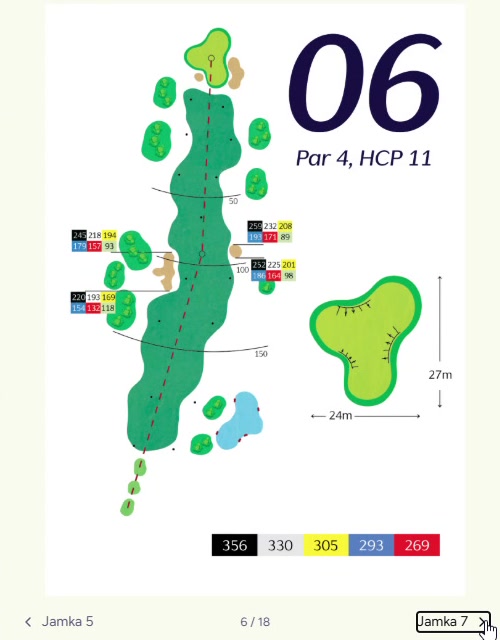 06
Par 4, HCP 11
50
245 218 194
179 157 93
259 232 208
193 171 89
252 225 201
186 164 98
100
220 193 169
154 132 118
150
27m
24m
356 330 305 293 269
Jamka 5
6 / 18
Jamka 7